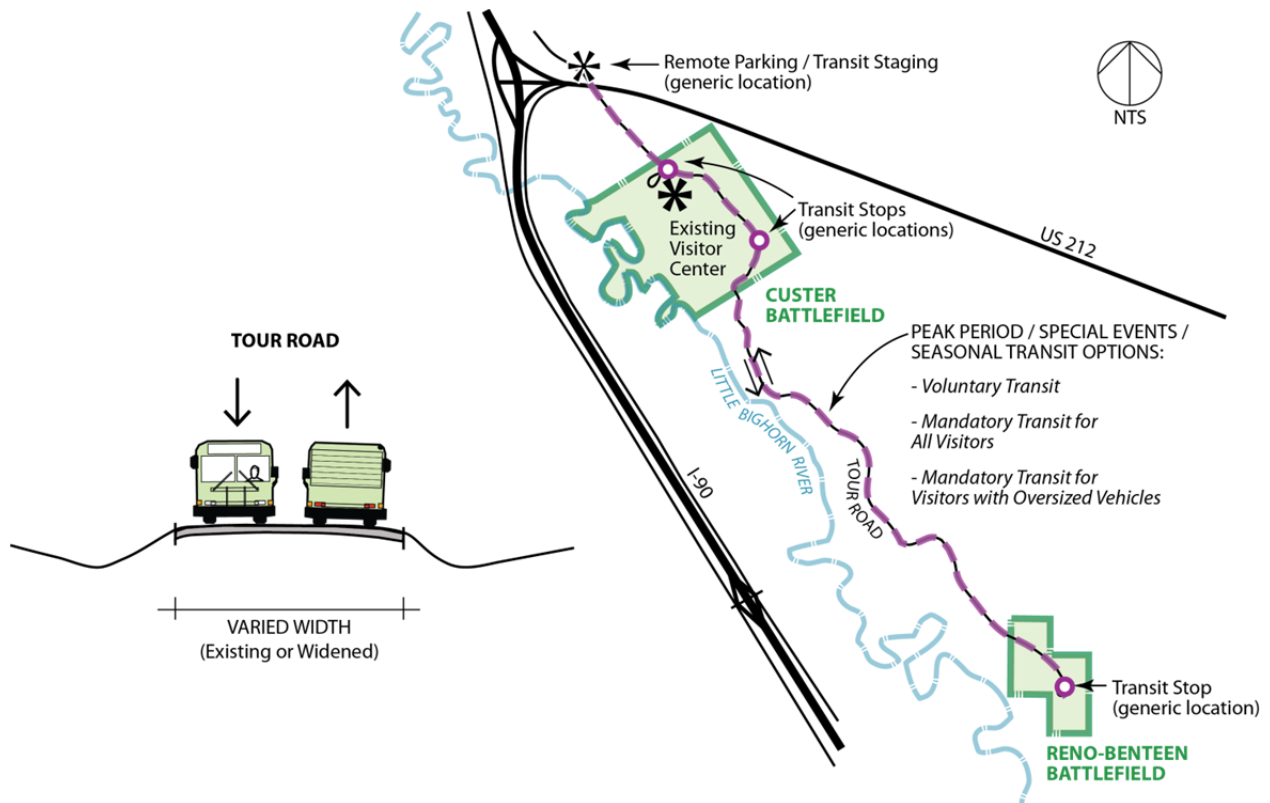 Remote Parking / Transit Staging
(generic location)
NTS
Transit Stops
(generic locations)
Existing
Visitor
Center
US 212
CUSTER
BATTLEFIELD
PEAK PERIOD / SPECIAL EVENTS /
SEASONAL TRANSIT OPTIONS:
- Voluntary Transit
- Mandatory Transit for
All Visitors
- Mandatory Transit for
Visitors with Oversized Vehicles
TOUR ROAD
LITTLE BIGHORN RIVER
I-90
TOUR ROAD
VARIED WIDTH
(Existing or Widened)
Transit Stop
(generic location)
RENO-BENTEEN
BATTLEFIELD